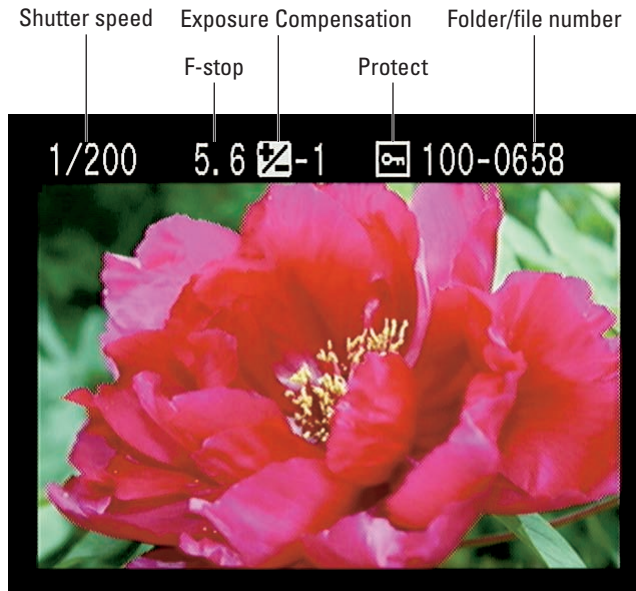 Shutter speed Exposure Compensation Folder/file number
F-stop Protect
1/200 5.6 -1 100-0658